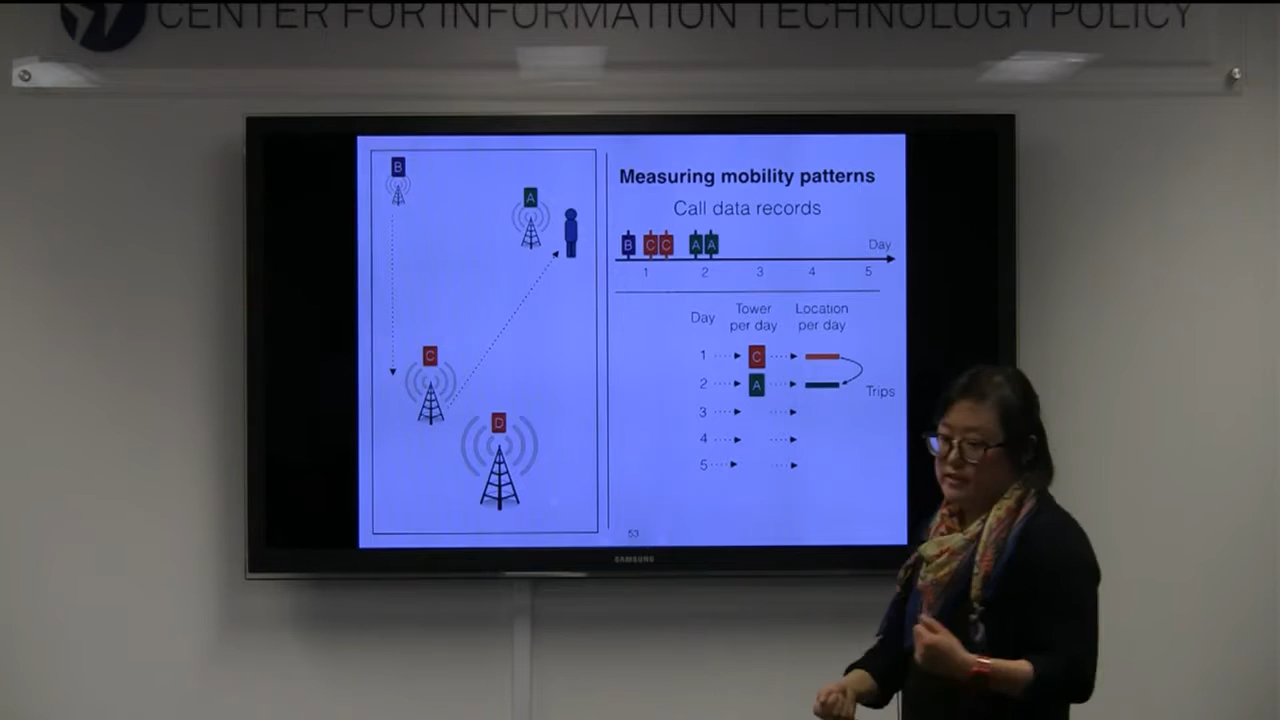 CENTER FOR INFORMATION TECHNOLOGY POLICY
B
A
C
D
Measuring mobility patterns
Call data records
B C C A A
Day
1 2 3 4 5
Day
Tower
per day
Location
per day
1 C
2 A
Trips
3
4
5
53
SAMSUNG